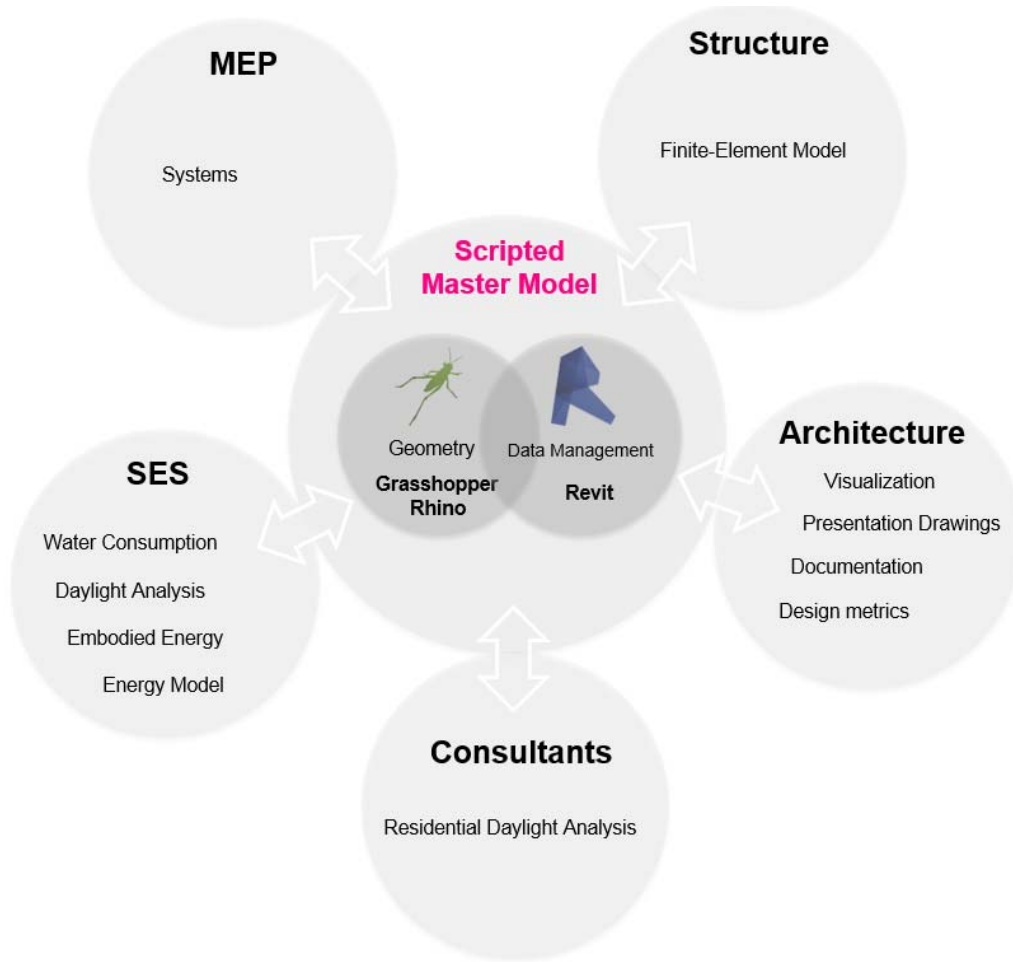 MEP
Systems
Structure
Finite-Element Model
Scripted
Master Model
Geometry
Grasshopper
Rhino
Data Management
Revit
Architecture
Visualization
Presentation Drawings
Documentation
Design metrics
SES
Water Consumption
Daylight Analysis
Embodied Energy
Energy Model
Consultants
Residential Daylight Analysis